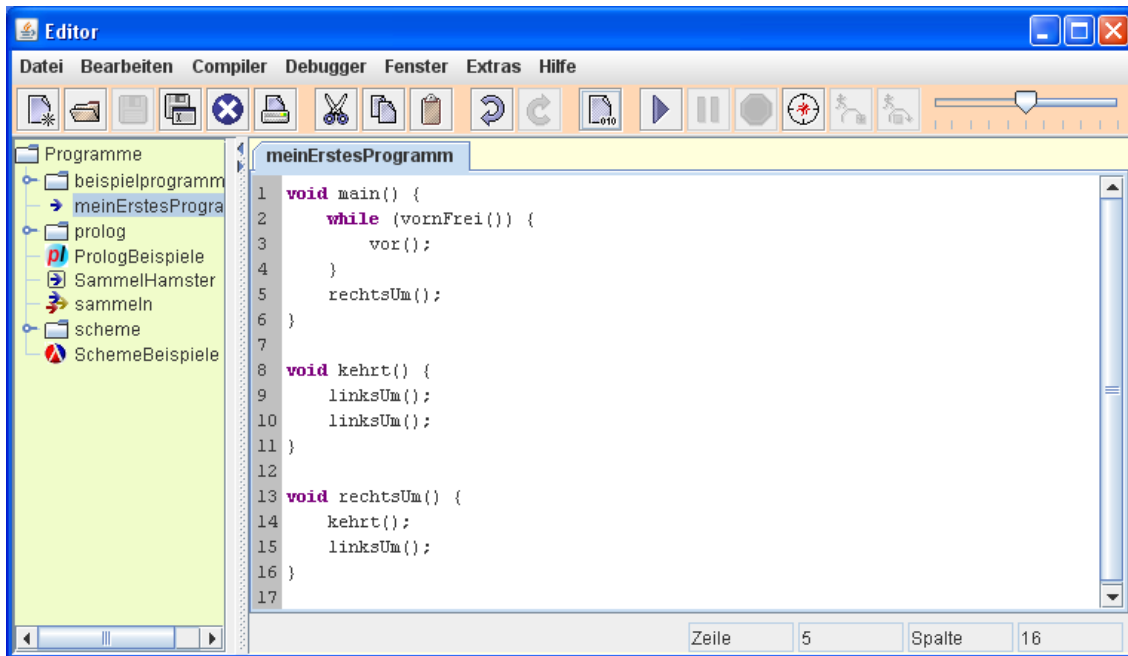 Editor
Datei Bearbeiten Compiler Debugger Fenster Extras Hilfe
Programme
beispielprogramm
meinErstesProgra
prolog
PrologBeispiele
SammelHamster
sammeln
scheme
SchemeBeispiele
meinErstesProgramm
1 void main() {
2     while (vornFrei()) {
3         vor();
4     }
5     rechtsUm();
6 }
7
8 void kehrt() {
9     linksUm();
10     linksUm();
11 }
12
13 void rechtsUm() {
14     kehrt();
15     linksUm();
16 }
17
Zeile 5 Spalte 16